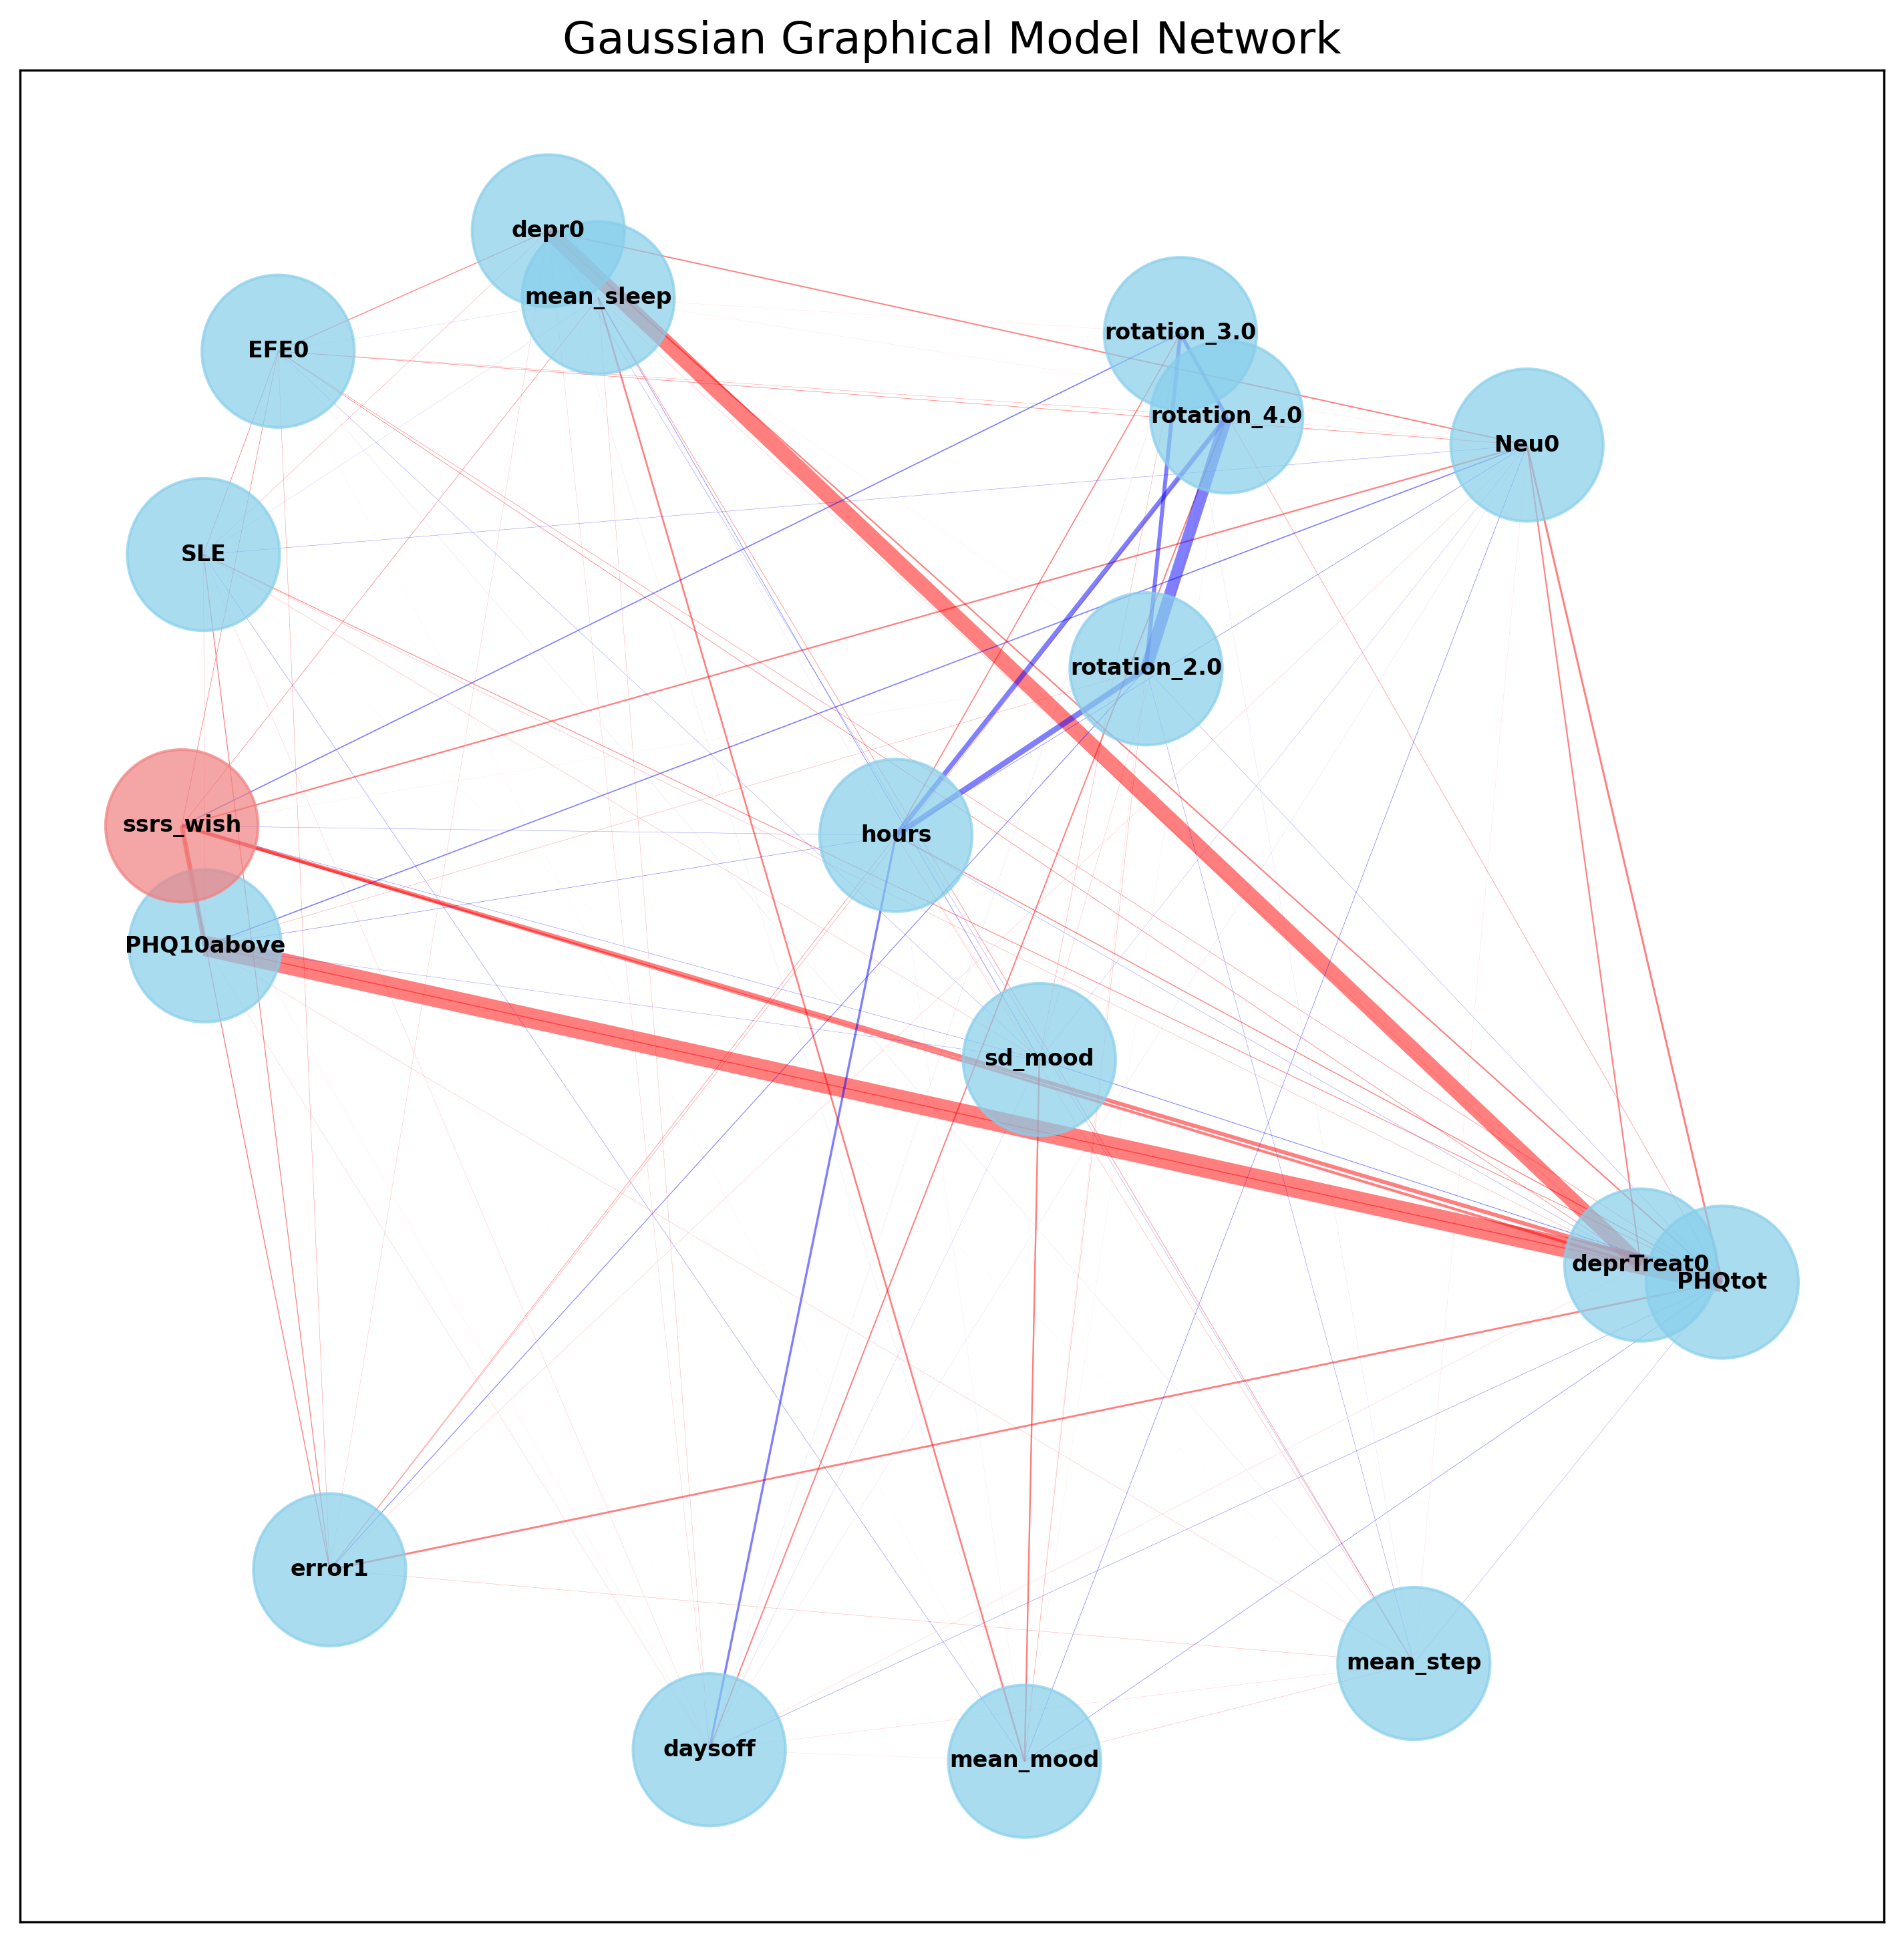 Gaussian Graphical Model Network
depr0
mean_sleep
rotation_3.0
EFE0
rotation_4.0
Neu0
SLE
rotation_2.0
ssrs_wish
hours
PHQ10above
sd_mood
deprTreat0
PHQtot
error1
mean_step
daysoff
mean_mood